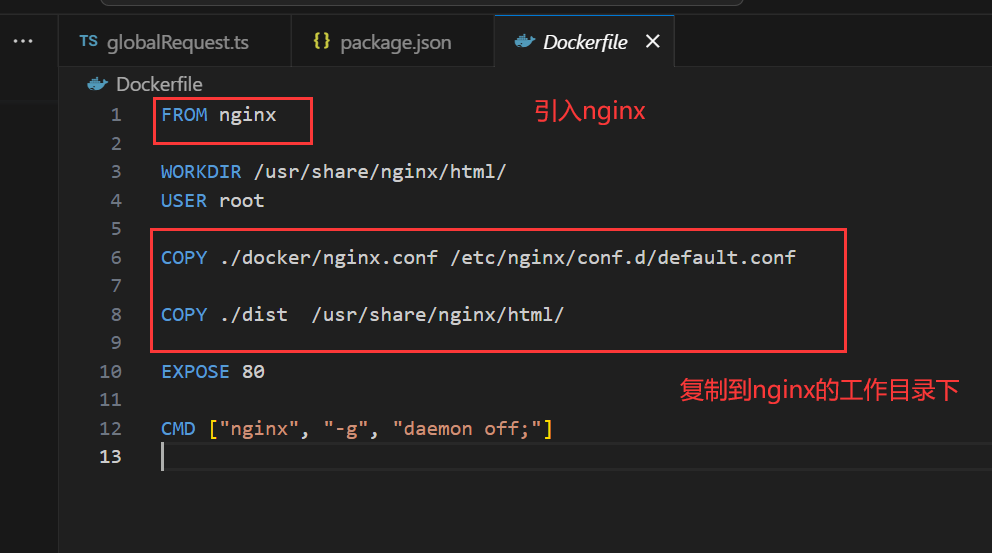 ··· TS globalRequest.ts {} package.json Dockerfile ×
Dockerfile
1 FROM nginx 引入nginx
2
3 WORKDIR /usr/share/nginx/html/
4 USER root
5
6 COPY ./docker/nginx.conf /etc/nginx/conf.d/default.conf
7
8 COPY ./dist  /usr/share/nginx/html/
9
10 EXPOSE 80
复制到nginx的工作目录下
11
12 CMD ["nginx", "-g", "daemon off;"]
13